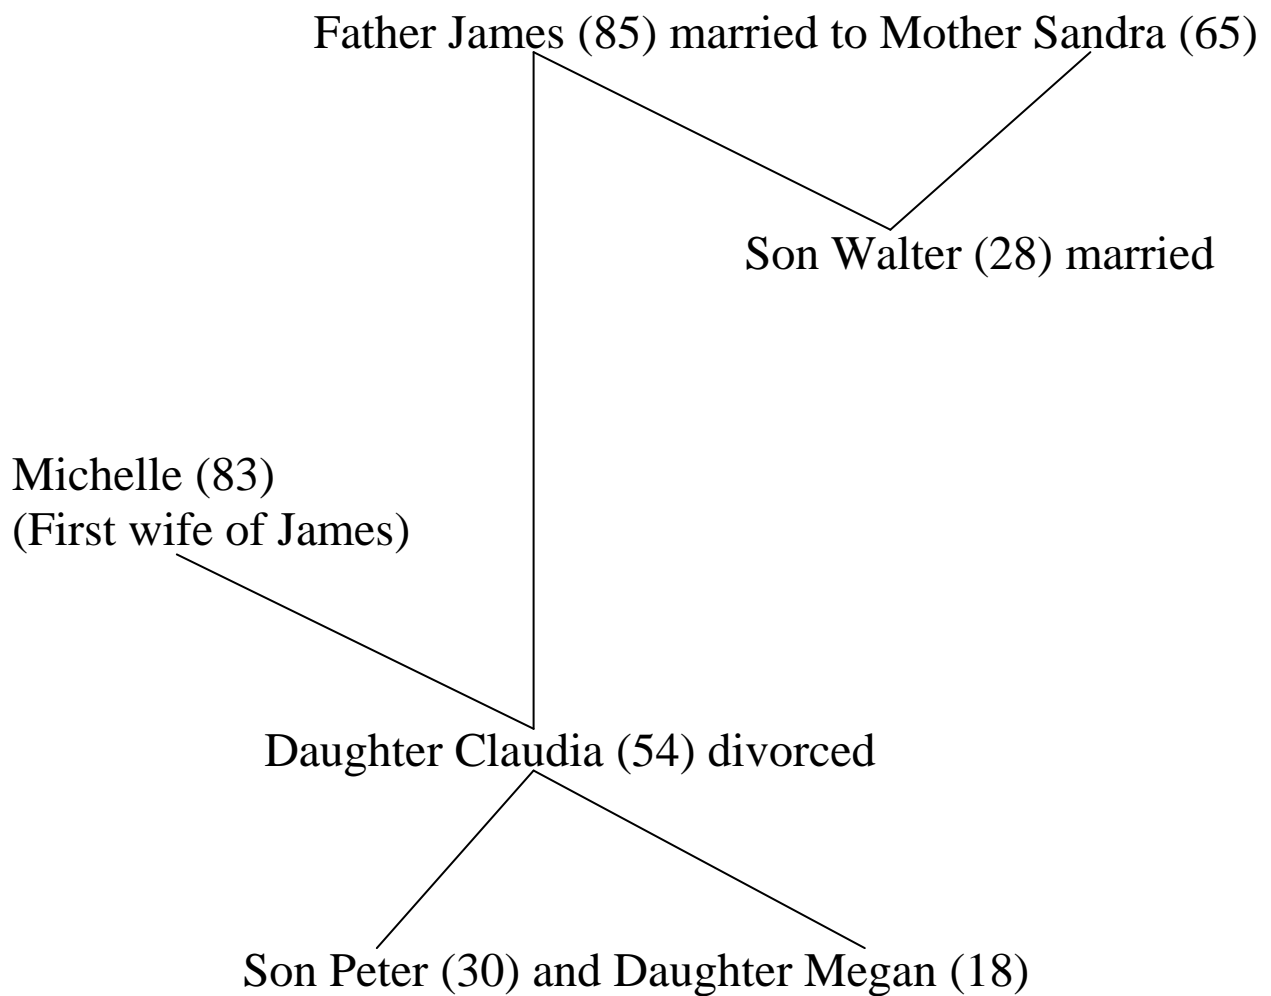 Father James (85) married to Mother Sandra (65)
Son Walter (28) married
Michelle (83)
(First wife of James)
Daughter Claudia (54) divorced
Son Peter (30) and Daughter Megan (18)